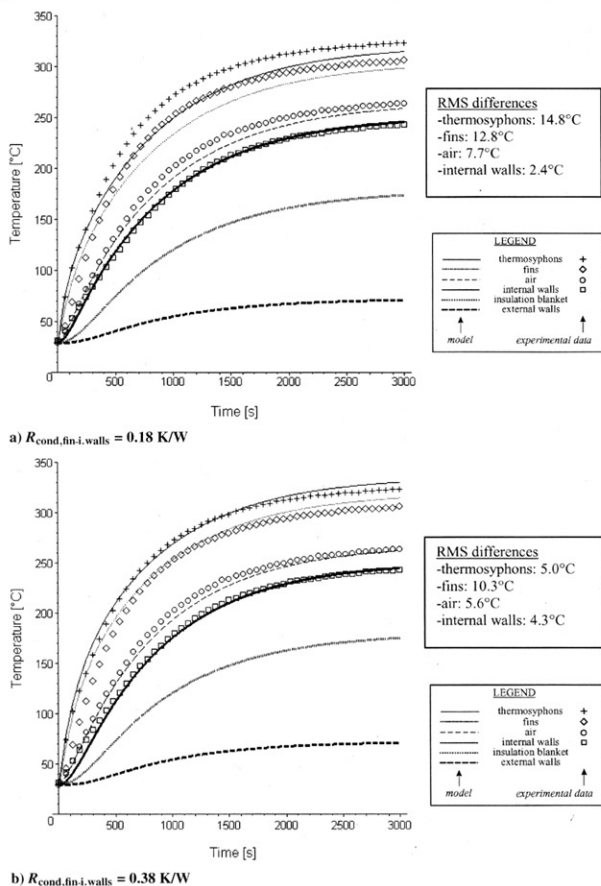 350
300
250
200
150
100
50
Temperature [°C]
500
1000
1500
2000
2500
3000
Time [s]
RMS differences
-thermosyphons: 14.8°C
-fins: 12.8°C
-air: 7.7°C
-internal walls: 2.4°C
LEGEND
thermosyphons
fins
air
internal walls
insulation blanket
external walls
model
experimental data
a) Rcond,fin-i.walls = 0.18 K/W
350
300
250
200
150
100
50
Temperature [°C]
500
1000
1500
2000
2500
3000
Time [s]
RMS differences
-thermosyphons: 5.0°C
-fins: 10.3°C
-air: 5.6°C
-internal walls: 4.3°C
LEGEND
thermosyphons
fins
air
internal walls
insulation blanket
external walls
model
experimental data
b) Rcond,fin-i.walls = 0.38 K/W